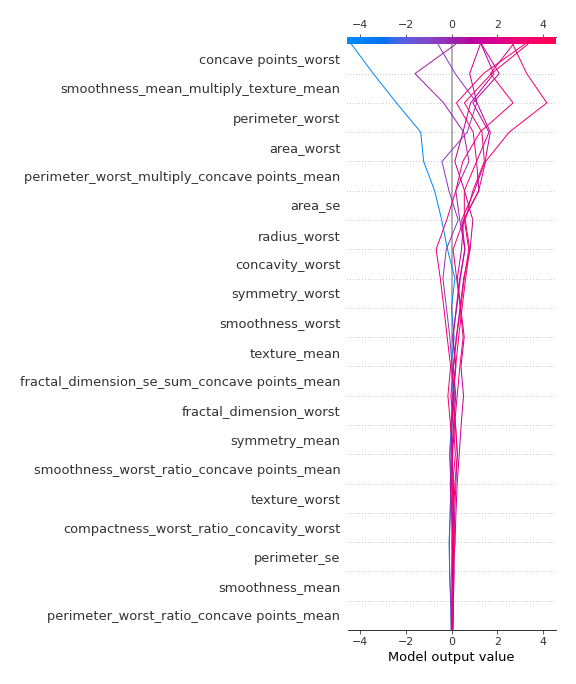 −4 −2 0 2 4
concave points_worst
smoothness_mean_multiply_texture_mean
perimeter_worst
area_worst
perimeter_worst_multiply_concave points_mean
area_se
radius_worst
concavity_worst
symmetry_worst
smoothness_worst
texture_mean
fractal_dimension_se_sum_concave points_mean
fractal_dimension_worst
symmetry_mean
smoothness_worst_ratio_concave points_mean
texture_worst
compactness_worst_ratio_concavity_worst
perimeter_se
smoothness_mean
perimeter_worst_ratio_concave points_mean
−4 −2 0 2 4
Model output value